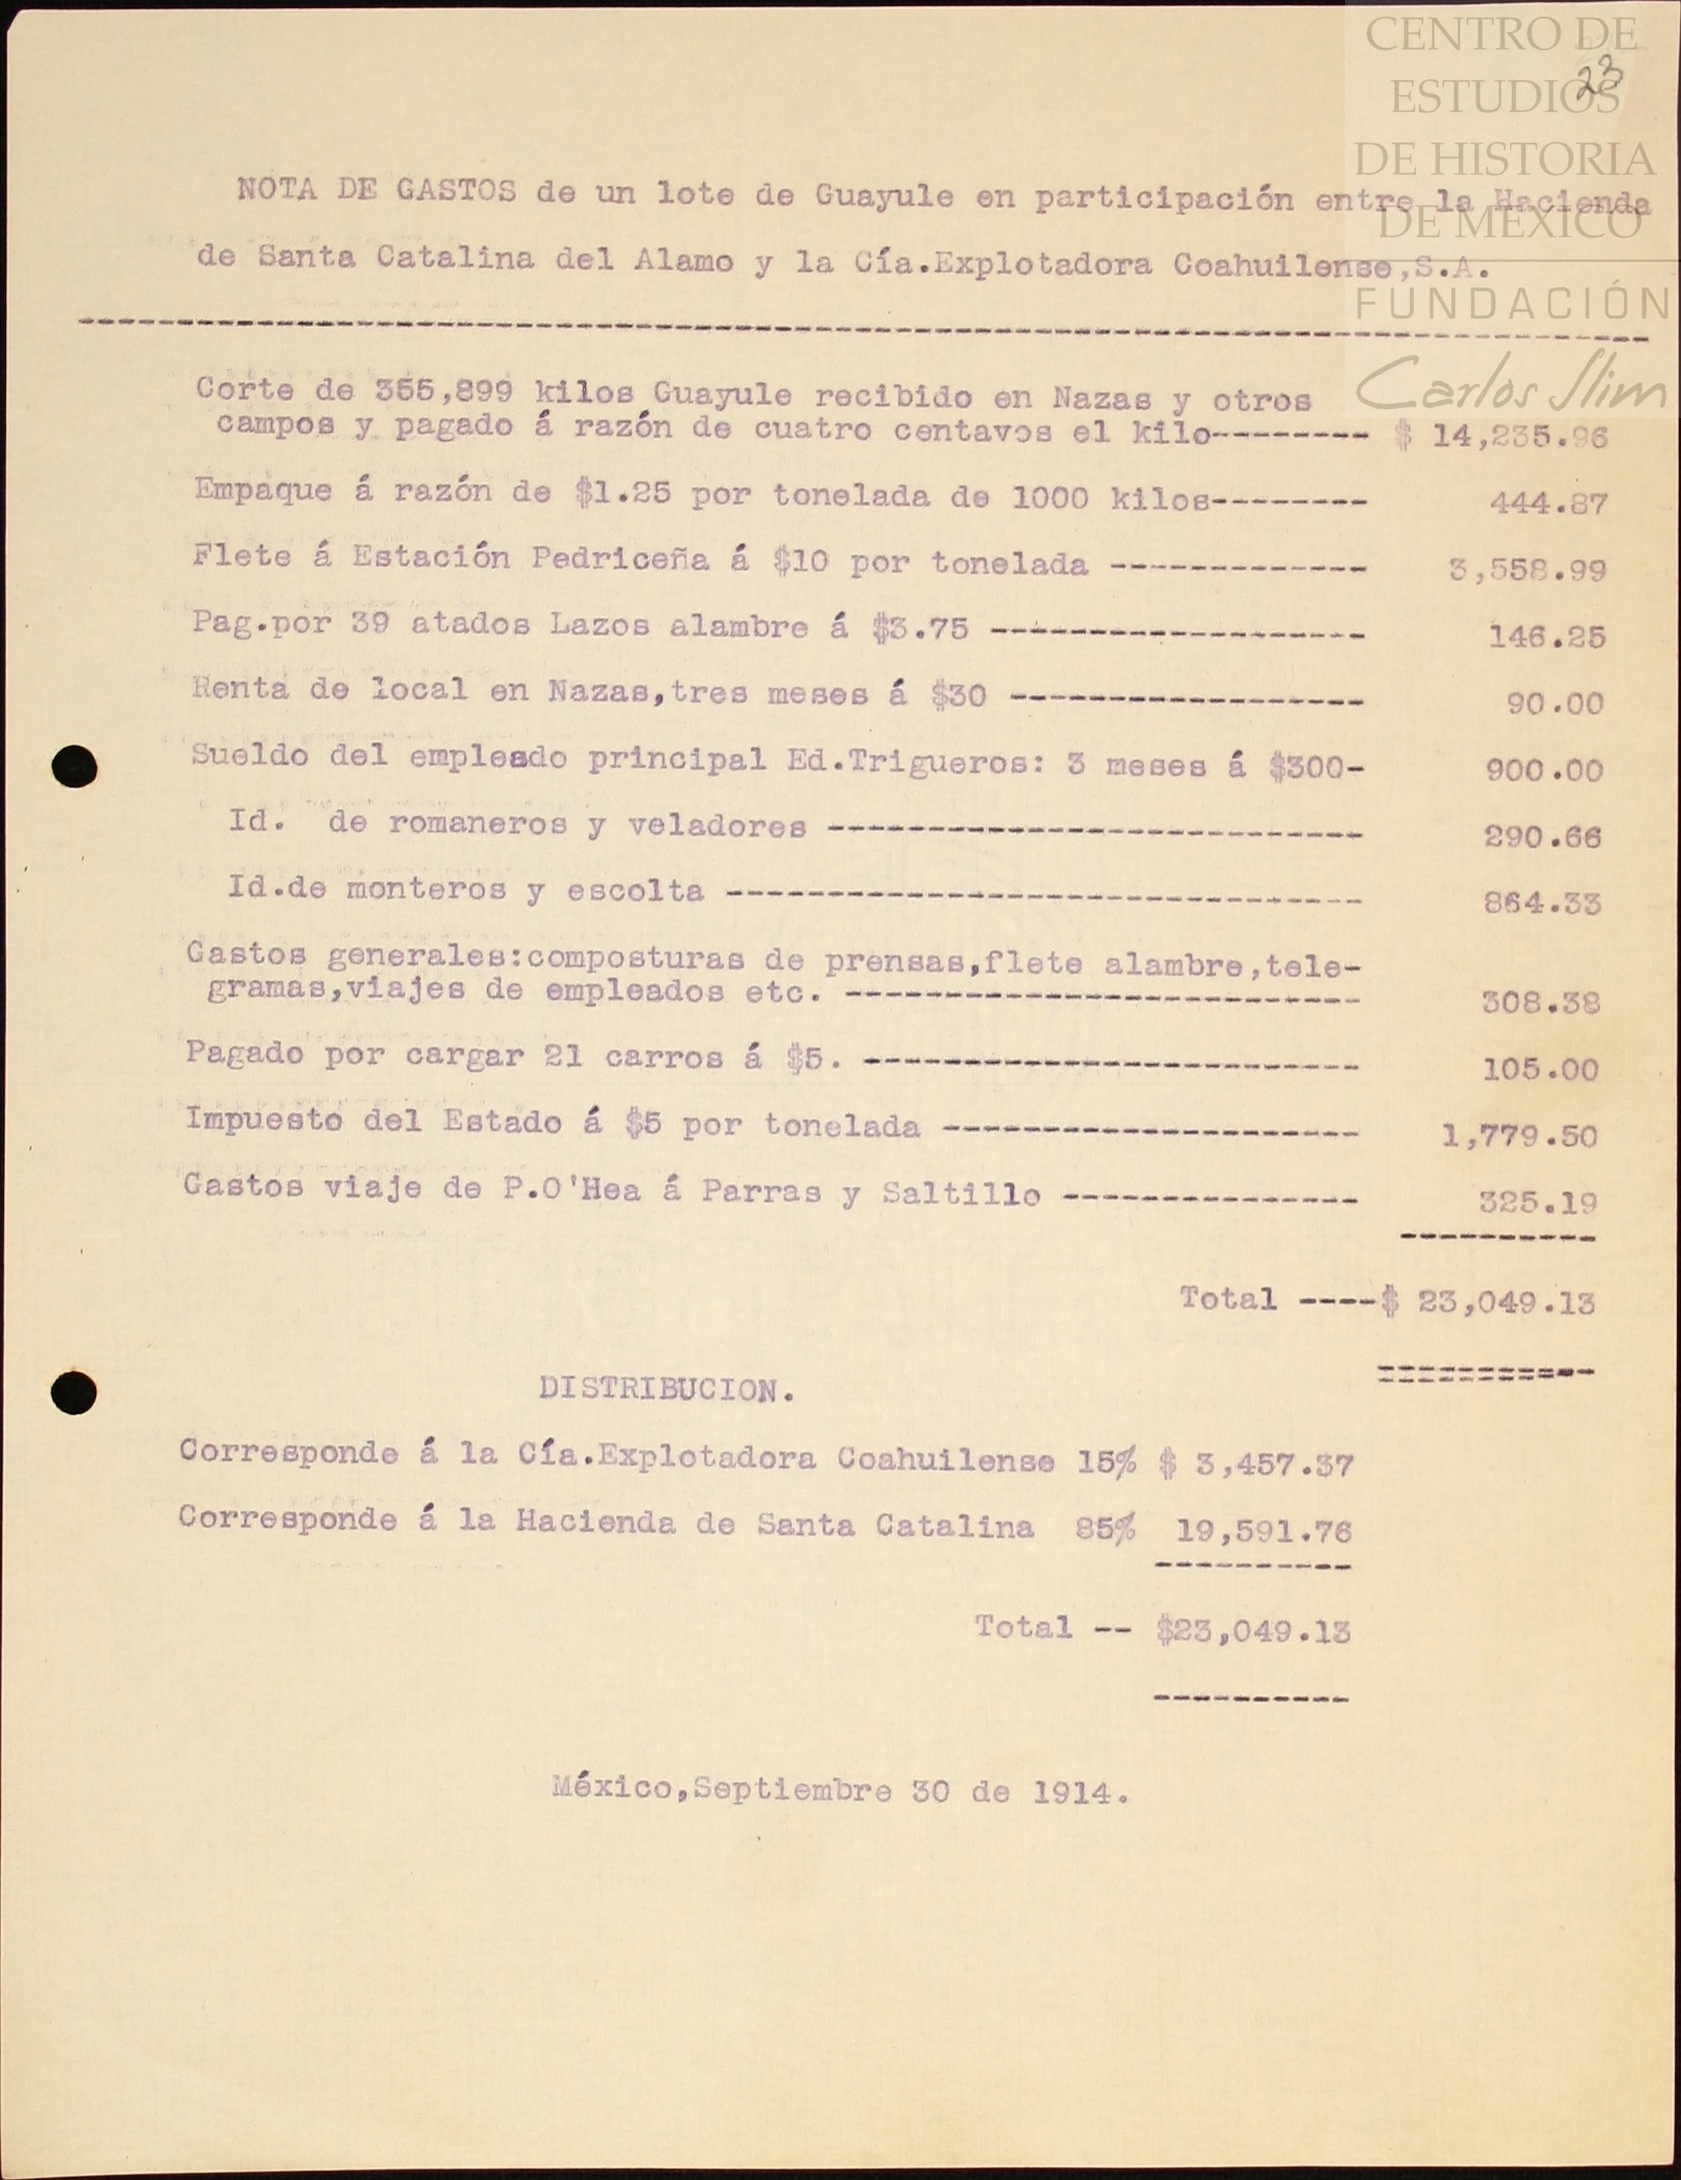 CENTRO DE
ESTUDIOS
DE HISTORIA
DE MÉXICO
FUNDACIÓN
Carlos Slim
23
NOTA DE GASTOS de un lote de Guayule en participación entre la Hacienda
de Santa Catalina del Alamo y la Cía.Explotadora Coahuilense,S.A.
Corte de 355,899 kilos Guayule recibido en Nazas y otros
campos y pagado á razón de cuatro centavos el kilo-------- $ 14,235.96
Empaque á razón de $1.25 por tonelada de 1000 kilos-------- 444.87
Flete á Estación Pedriceña á $10 por tonelada ------------- 3,558.99
Pag.por 39 atados Lazos alambre á $3.75 ------------------- 146.25
Renta de local en Nazas,tres meses á $30 ------------------ 90.00
Sueldo del empleado principal Ed.Trigueros: 3 meses á $300- 900.00
Id. de romaneros y veladores --------------------------- 290.66
Id.de monteros y escolta -------------------------------- 864.33
Gastos generales:composturas de prensas,flete alambre,tele-
gramas,viajes de empleados etc. -------------------------- 308.38
Pagado por cargar 21 carros á $5. ------------------------- 105.00
Impuesto del Estado á $5 por tonelada --------------------- 1,779.50
Gastos viaje de P.O'Hea á Parras y Saltillo --------------- 325.19
Total ----$ 23,049.13
DISTRIBUCION.
Corresponde á la Cía.Explotadora Coahuilense 15% $ 3,457.37
Corresponde á la Hacienda de Santa Catalina 85% 19,591.76
Total -- $23,049.13
México,Septiembre 30 de 1914.